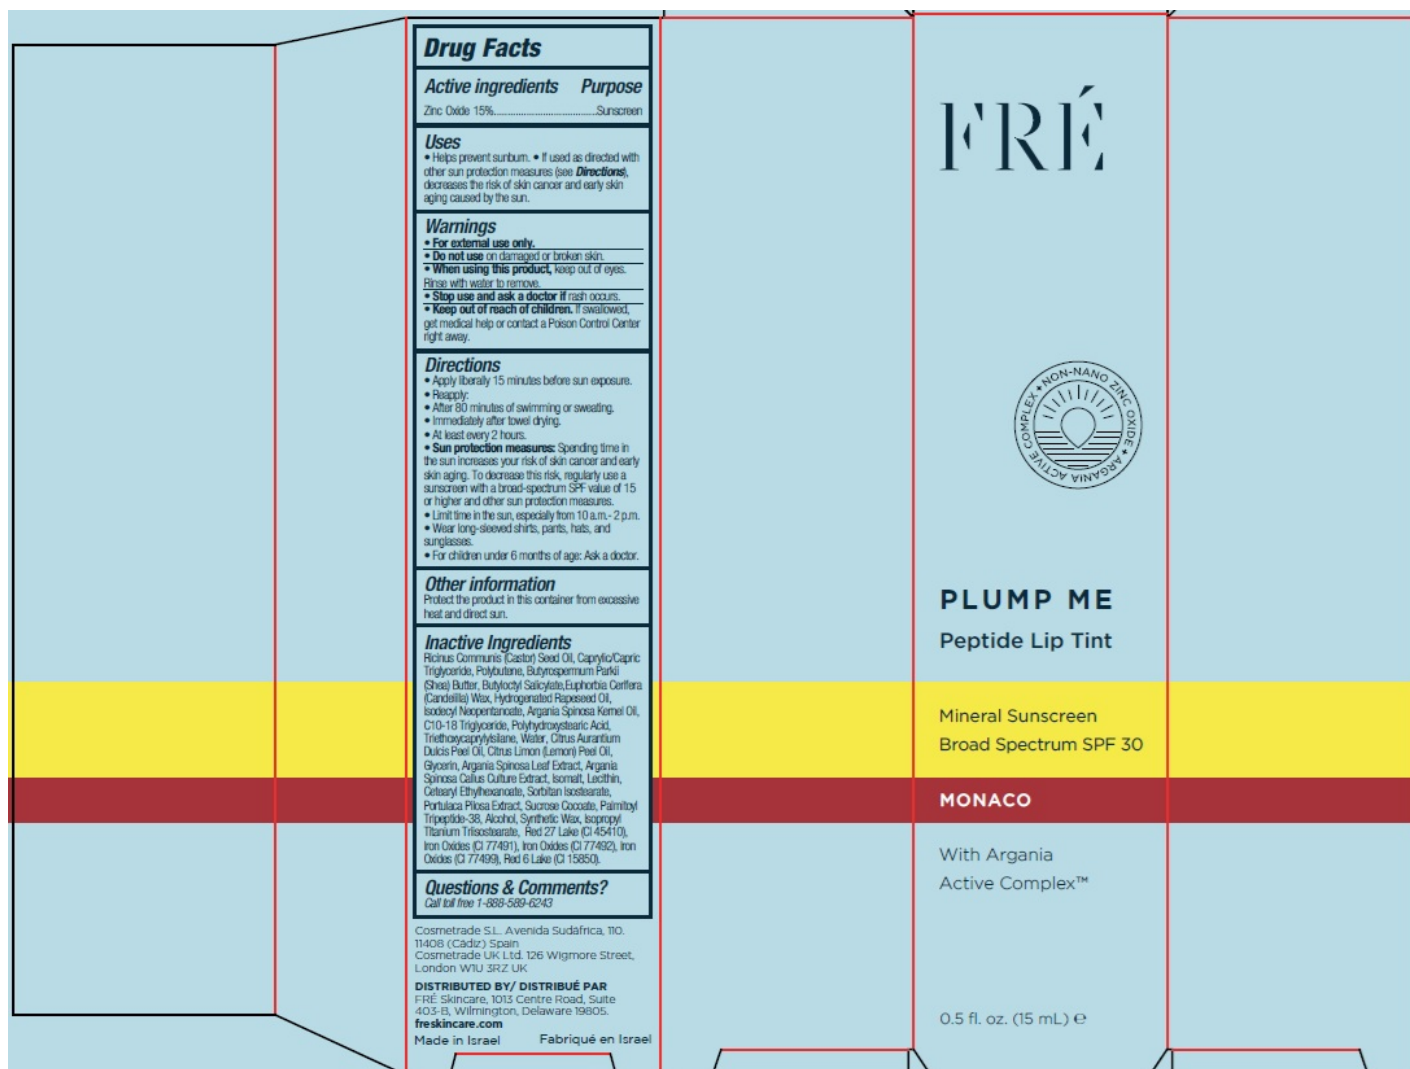 Drug Facts
Active ingredients Purpose
Zinc Oxide 15%......................................Sunscreen
Uses
• Helps prevent sunburn. • If used as directed with
other sun protection measures (see Directions),
decreases the risk of skin cancer and early skin
aging caused by the sun.
Warnings
• For external use only.
• Do not use on damaged or broken skin.
• When using this product, keep out of eyes.
Rinse with water to remove.
• Stop use and ask a doctor if rash occurs.
• Keep out of reach of children. If swallowed,
get medical help or contact a Poison Control Center
right away.
Directions
• Apply liberally 15 minutes before sun exposure.
• Reapply:
• After 80 minutes of swimming or sweating.
• Immediately after towel drying.
• At least every 2 hours.
• Sun protection measures: Spending time in
the sun increases your risk of skin cancer and early
skin aging. To decrease this risk, regularly use a
sunscreen with a broad-spectrum SPF value of 15
or higher and other sun protection measures.
• Limit time in the sun, especially from 10 a.m.- 2 p.m.
• Wear long-sleeved shirts, pants, hats, and
sunglasses.
• For children under 6 months of age: Ask a doctor.
Other information
Protect the product in this container from excessive
heat and direct sun.
Inactive Ingredients
Ricinus Communis (Castor) Seed Oil, Caprylic/Capric
Triglyceride, Polybutene, Butyrospermum Parkii
(Shea) Butter, Butyloctyl Salicylate,Euphorbia Cerifera
(Candelilla) Wax, Hydrogenated Rapeseed Oil,
Isodecyl Neopentanoate, Argania Spinosa Kernel Oil,
C10-18 Triglyceride, Polyhydroxystearic Acid,
Triethoxycaprylylsilane, Water, Citrus Aurantium
Dulcis Peel Oil, Citrus Limon (Lemon) Peel Oil,
Glycerin, Argania Spinosa Leaf Extract, Argania
Spinosa Callus Culture Extract, Isomalt, Lecithin,
Cetearyl Ethylhexanoate, Sorbitan Isostearate,
Portulaca Pilosa Extract, Sucrose Cocoate, Palmitoyl
Tripeptide-38, Alcohol, Synthetic Wax, Isopropyl
Titanium Triisostearate, Red 27 Lake (CI 45410),
Iron Oxides (CI 77491), Iron Oxides (CI 77492), Iron
Oxides (CI 77499), Red 6 Lake (CI 15850).
Questions & Comments?
Call toll free 1-888-589-6243
Cosmetrade S.L. Avenida Sudáfrica, 110.
11408 (Cádiz) Spain
Cosmetrade UK Ltd. 126 Wigmore Street,
London W1U 3RZ UK
DISTRIBUTED BY/ DISTRIBUÉ PAR
FRÉ Skincare, 1013 Centre Road, Suite
403-B, Wilmington, Delaware 19805.
freskincare.com
Made in Israel Fabriqué en Israel
FRÉ
NON-NANO ZINC OXIDE • ARGANIA ACTIVE COMPLEX •
PLUMP ME
Peptide Lip Tint
Mineral Sunscreen
Broad Spectrum SPF 30
MONACO
With Argania
Active Complex™
0.5 fl. oz. (15 mL) ℮